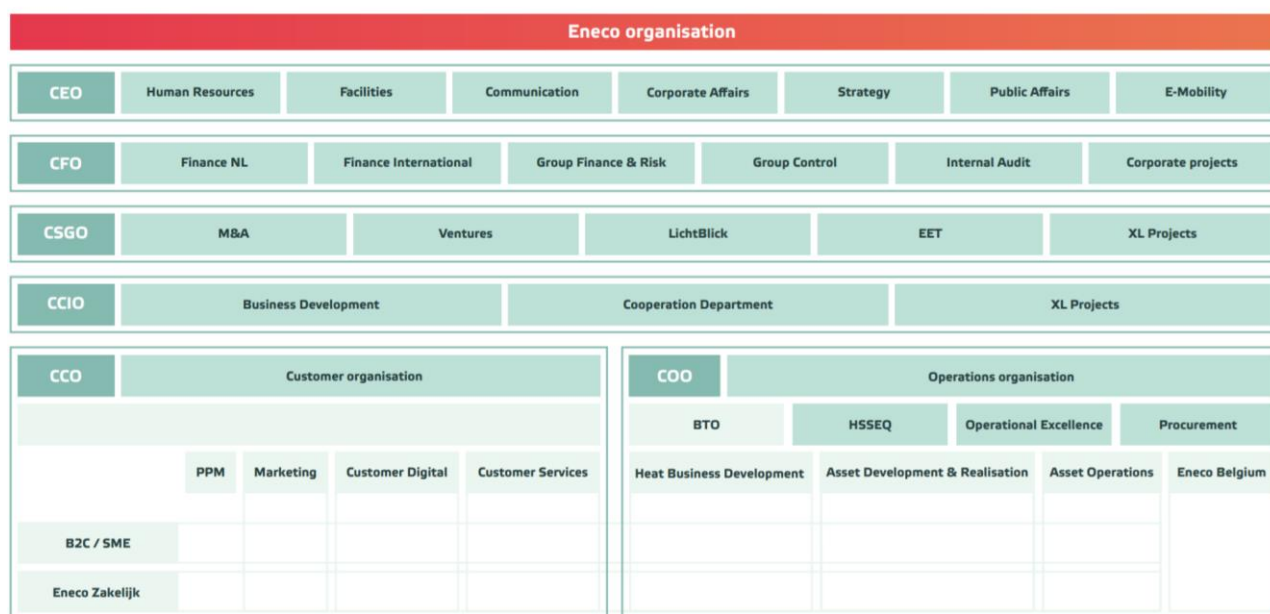 Eneco organisation
CEO Human Resources Facilities Communication Corporate Affairs Strategy Public Affairs E-Mobility
CFO Finance NL Finance International Group Finance & Risk Group Control Internal Audit Corporate projects
CSGO M&A Ventures LichtBlick EET XL Projects
CCIO Business Development Cooperation Department XL Projects
CCO Customer organisation
PPM Marketing Customer Digital Customer Services
B2C / SME
Eneco Zakelijk
COO Operations organisation
BTO HSSEQ Operational Excellence Procurement
Heat Business Development Asset Development & Realisation Asset Operations Eneco Belgium